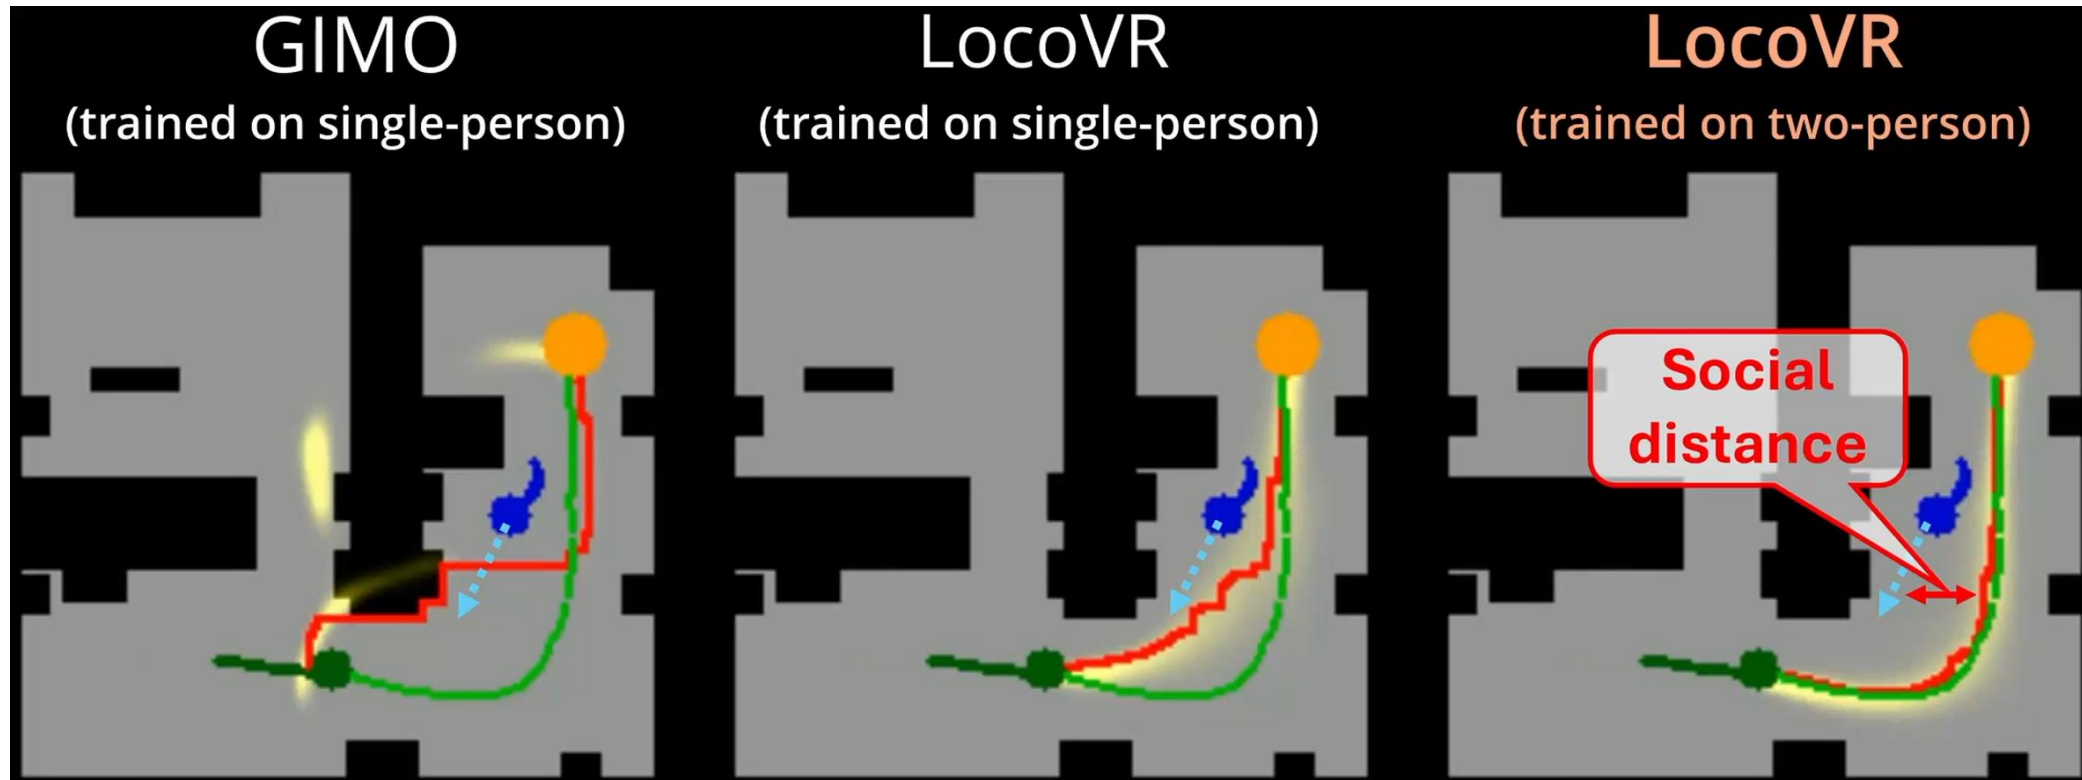 GIMO
(trained on single-person)
LocoVR
(trained on single-person)
LocoVR
(trained on two-person)
Social
distance